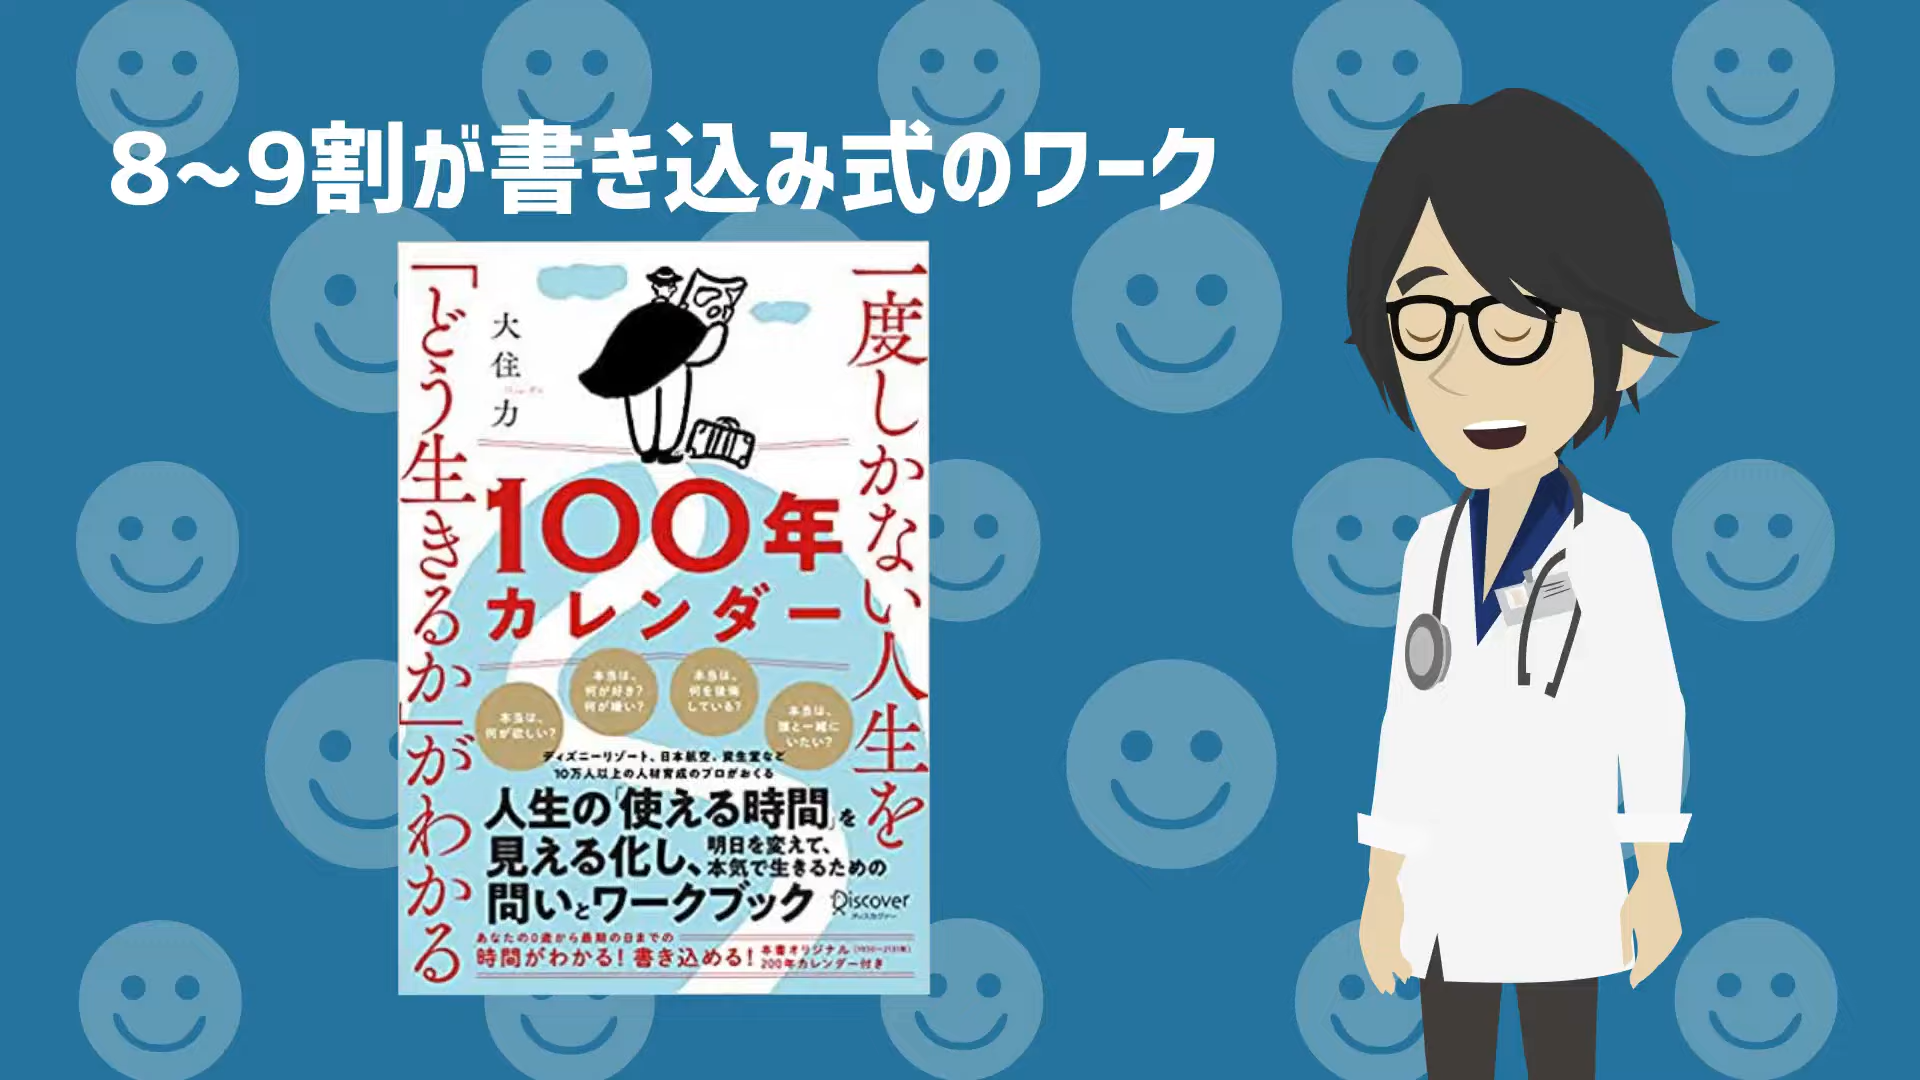 8~9割が書き込み式のワーク
一度しかない人生を
「どう生きるか」がわかる
大住力
100年
カレンダー
本当は、
何が欲しい?
本当は、
何が好き?
何が嫌い?
本当は、
何を後悔
している?
本当は、
誰と一緒に
いたい?
ディズニーリゾート、日本航空、資生堂など
10万人以上の人材育成のプロがおくる
人生の「使える時間」を
見える化し、
明日を変えて、
本気で生きるための
問いとワークブック
Discover
ディスカヴァー
あなたの0歳から最期の日までの
時間がわかる!書き込める!
本書オリジナル
200年カレンダー付き